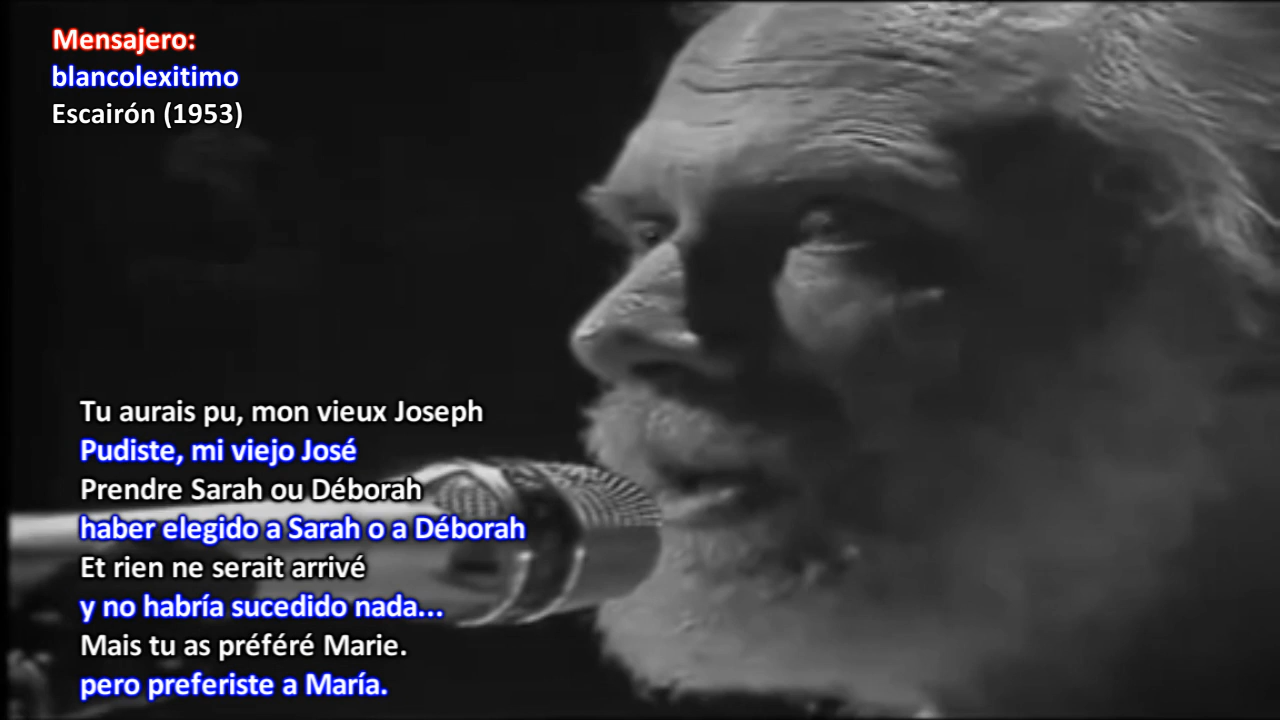 Mensajero:
blancolexitimo
Escairón (1953)
Tu aurais pu, mon vieux Joseph
Pudiste, mi viejo José
Prendre Sarah ou Déborah
haber elegido a Sarah o a Déborah
Et rien ne serait arrivé
y no habría sucedido nada...
Mais tu as préféré Marie.
pero preferiste a María.